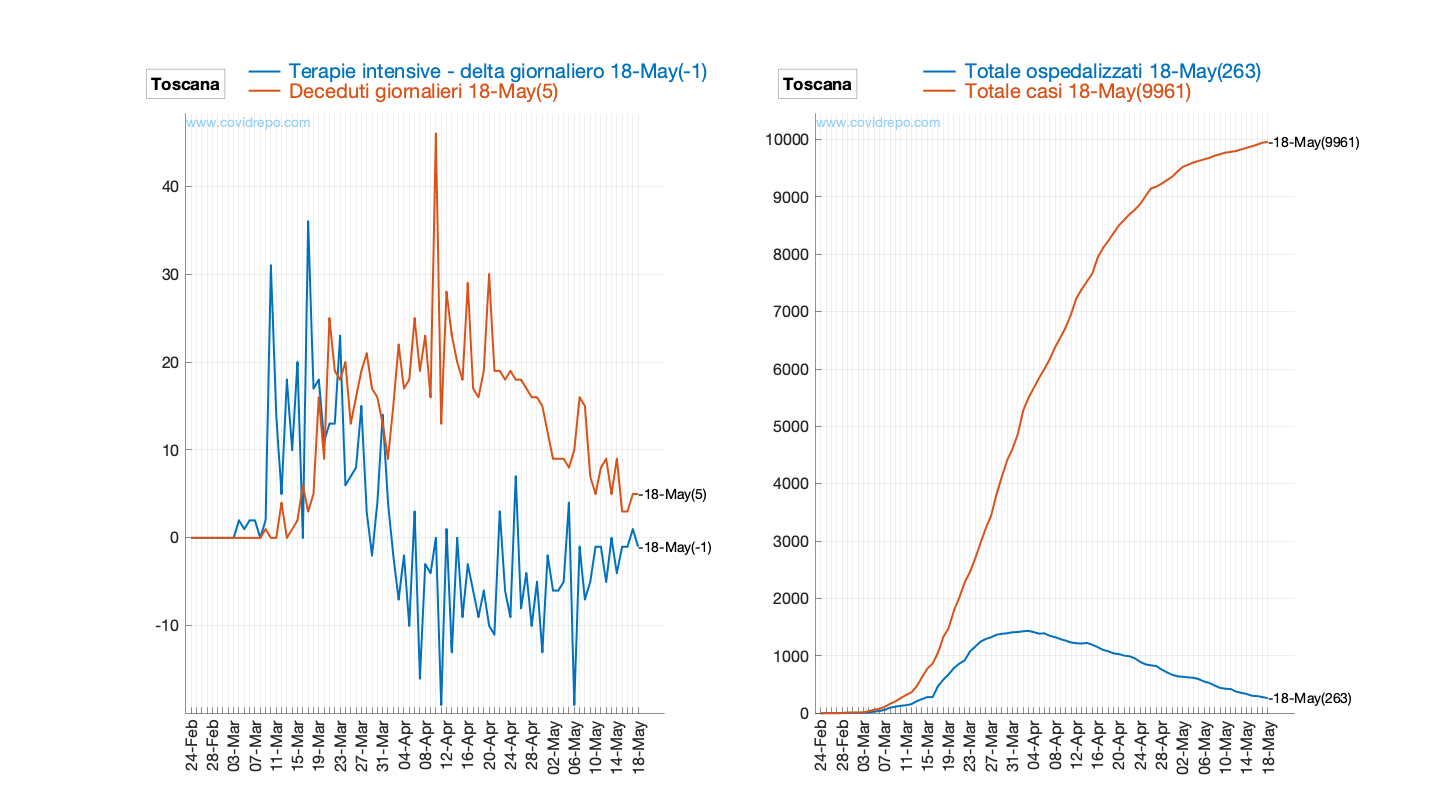 Toscana
Terapie intensive - delta giornaliero 18-May(-1)
Deceduti giornalieri 18-May(5)
www.covidrepo.com
40
30
20
10
0
-10
18-May(5)
18-May(-1)
24-Feb
28-Feb
03-Mar
07-Mar
11-Mar
15-Mar
19-Mar
23-Mar
27-Mar
31-Mar
04-Apr
08-Apr
12-Apr
16-Apr
20-Apr
24-Apr
28-Apr
02-May
06-May
10-May
14-May
18-May
Toscana
Totale ospedalizzati 18-May(263)
Totale casi 18-May(9961)
www.covidrepo.com
10000
9000
8000
7000
6000
5000
4000
3000
2000
1000
0
18-May(9961)
18-May(263)
24-Feb
28-Feb
03-Mar
07-Mar
11-Mar
15-Mar
19-Mar
23-Mar
27-Mar
31-Mar
04-Apr
08-Apr
12-Apr
16-Apr
20-Apr
24-Apr
28-Apr
02-May
06-May
10-May
14-May
18-May